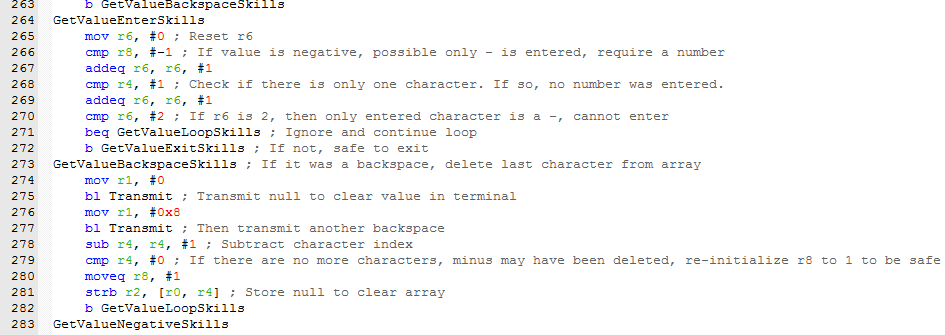 263 b GetValueBackspaceSkills
264 GetValueEnterSkills
265 mov r6, #0 ; Reset r6
266 cmp r8, #-1 ; If value is negative, possible only - is entered, require a number
267 addeq r6, r6, #1
268 cmp r4, #1 ; Check if there is only one character. If so, no number was entered.
269 addeq r6, r6, #1
270 cmp r6, #2 ; If r6 is 2, then only entered character is a -, cannot enter
271 beq GetValueLoopSkills ; Ignore and continue loop
272 b GetValueExitSkills ; If not, safe to exit
273 GetValueBackspaceSkills ; If it was a backspace, delete last character from array
274 mov r1, #0
275 bl Transmit ; Transmit null to clear value in terminal
276 mov r1, #0x8
277 bl Transmit ; Then transmit another backspace
278 sub r4, r4, #1 ; Subtract character index
279 cmp r4, #0 ; If there are no more characters, minus may have been deleted, re-initialize r8 to 1 to be safe
280 moveq r8, #1
281 strb r2, [r0, r4] ; Store null to clear array
282 b GetValueLoopSkills
283 GetValueNegativeSkills